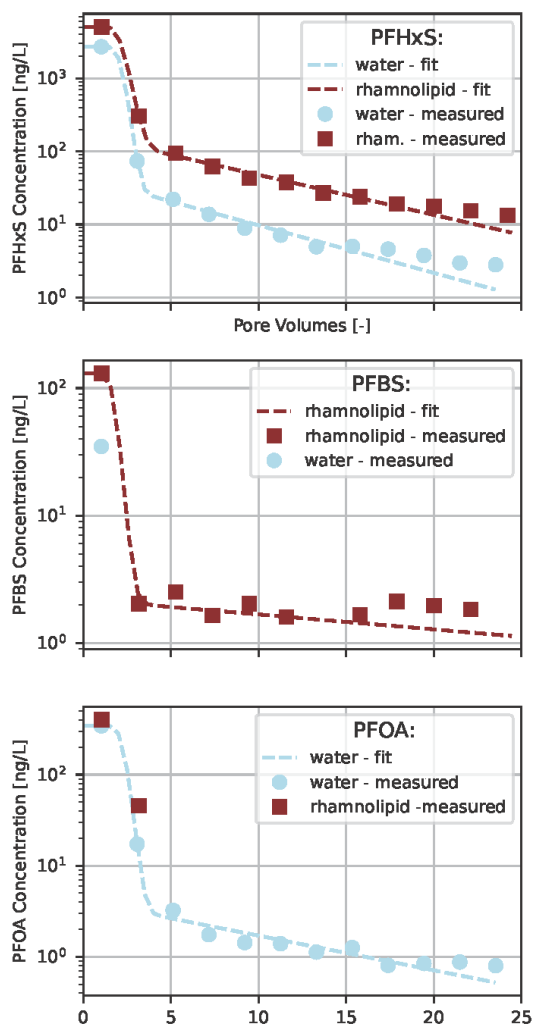 PFHxS:
water - fit
rhamnolipid - fit
water - measured
rham. - measured
PFHxS Concentration [ng/L]
10³
10²
10¹
10⁰
Pore Volumes [-]
PFBS:
rhamnolipid - fit
rhamnolipid - measured
water - measured
PFBS Concentration [ng/L]
10²
10¹
10⁰
PFOA:
water - fit
water - measured
rhamnolipid -measured
PFOA Concentration [ng/L]
10²
10¹
10⁰
0 5 10 15 20 25